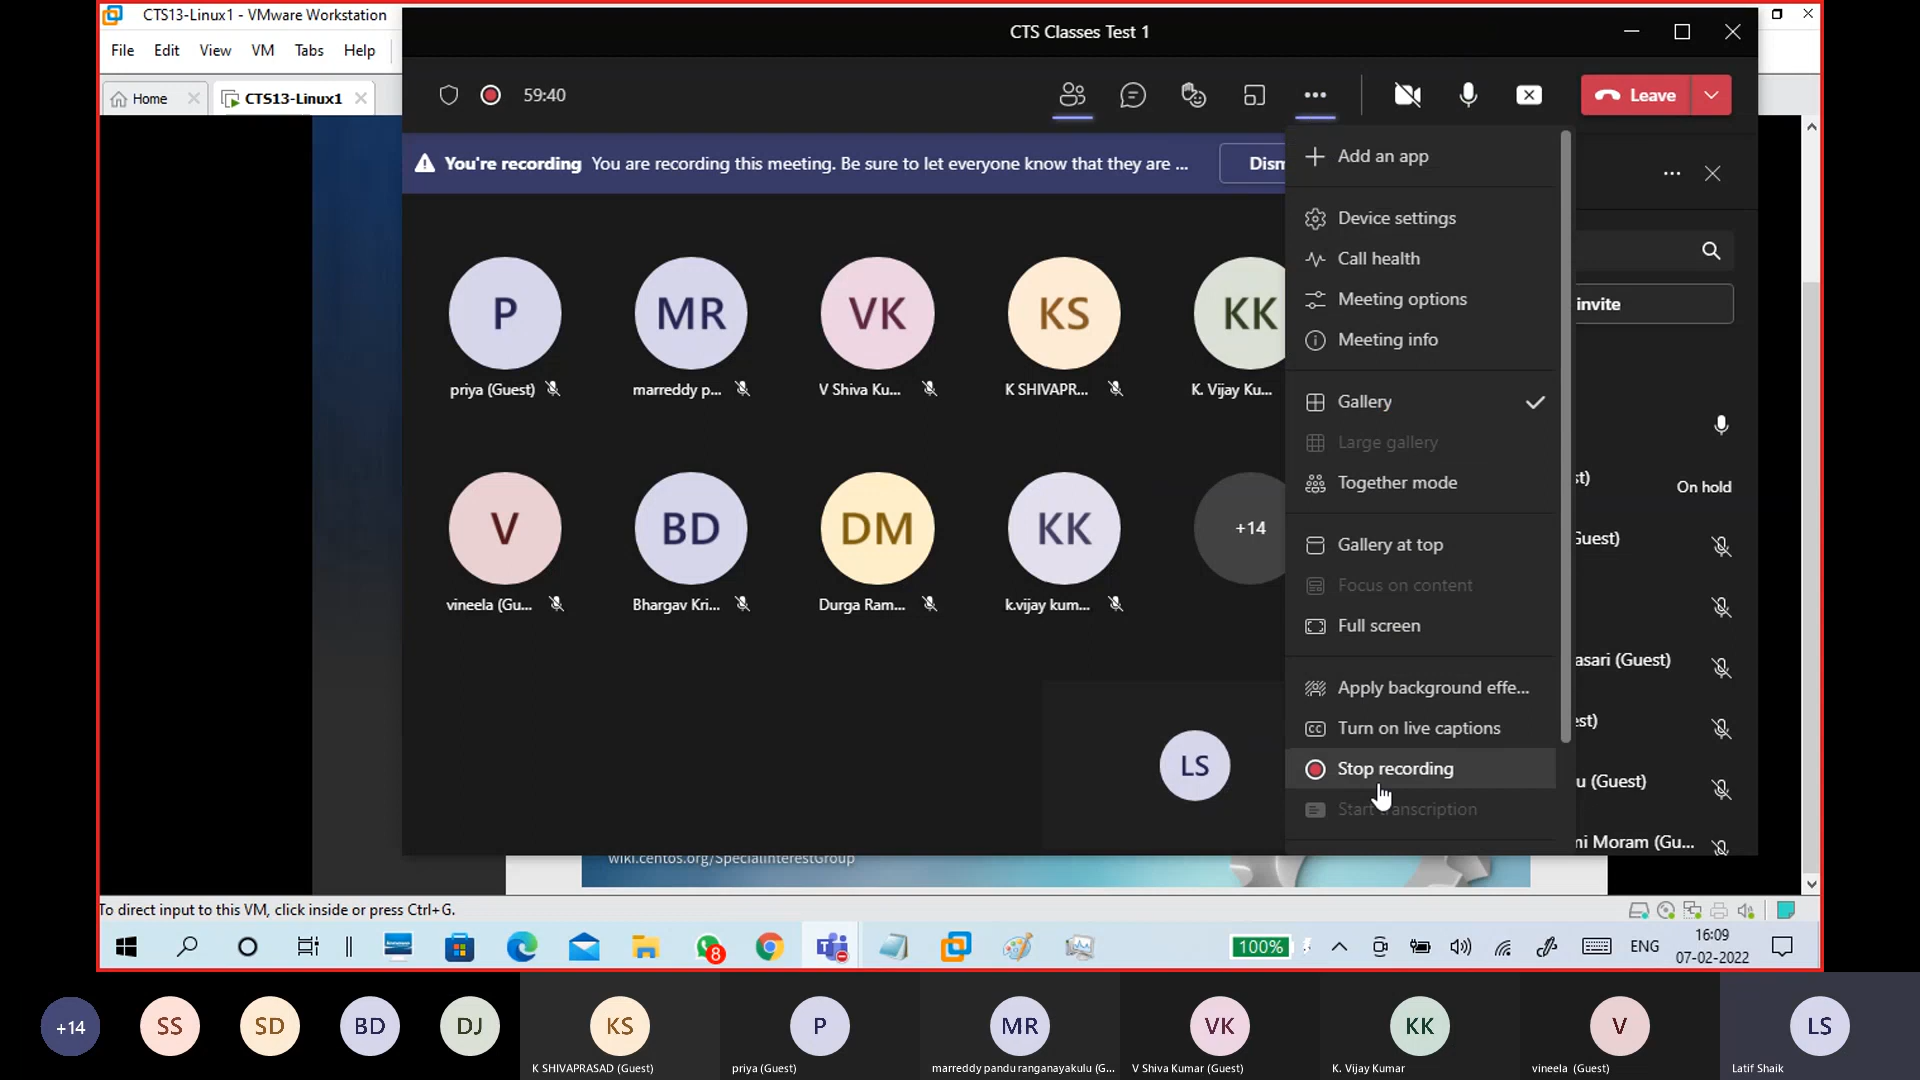 CTS13-Linux1 - VMware Workstation
CTS Classes Test 1
File Edit View VM Tabs Help
Home
CTS13-Linux1
59:40
Leave
You're recording You are recording this meeting. Be sure to let everyone know that they are ...
Dism
Add an app
Device settings
Call health
Meeting options
Meeting info
Gallery
Large gallery
Together mode
Gallery at top
Focus on content
Full screen
Apply background effe...
Turn on live captions
Stop recording
Start transcription
invite
st)
On hold
Guest)
asari (Guest)
est)
u (Guest)
ni Moram (Gu...
P
MR
VK
KS
KK
priya (Guest)
marreddy p...
V Shiva Ku...
K SHIVAPR...
K. Vijay Ku...
V
BD
DM
KK
+14
vineela (Gu...
Bhargav Kri...
Durga Ram...
k.vijay kum...
LS
wiki.centos.org/SpecialInterestGroup
To direct input to this VM, click inside or press Ctrl+G.
8
100%
ENG
16:09
07-02-2022
+14
SS
SD
BD
DJ
KS
P
MR
VK
KK
V
LS
K SHIVAPRASAD (Guest)
priya (Guest)
marreddy pandu ranganayakulu (G...
V Shiva Kumar (Guest)
K. Vijay Kumar
vineela (Guest)
Latif Shaik